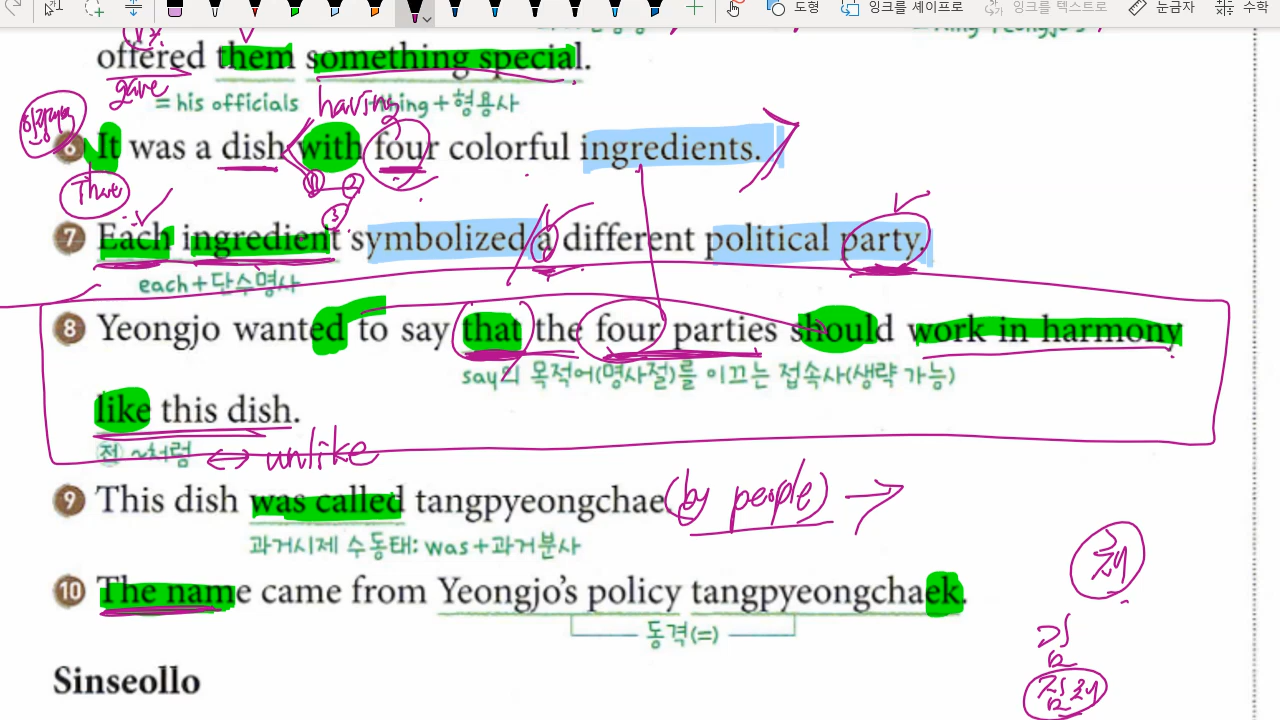 도형 잉크를 셰이프로 잉크를 텍스트로 눈금자 수학
offered them something special.
gave = his officials having -thing + 형용사
6 It was a dish with four colorful ingredients.
That
① ②
③
7 Each ingredient symbolized a different political party.
each + 단수명사
8 Yeongjo wanted to say that the four parties should work in harmony
say의 목적어(명사절)를 이끄는 접속사(생략 가능)
like this dish.
전 ~처럼 ↔ unlike
9 This dish was called tangpyeongchae. (by people) →
과거시제 수동태: was + 과거분사
10 The name came from Yeongjo's policy tangpyeongchaek.
동격(=)
Sinseollo